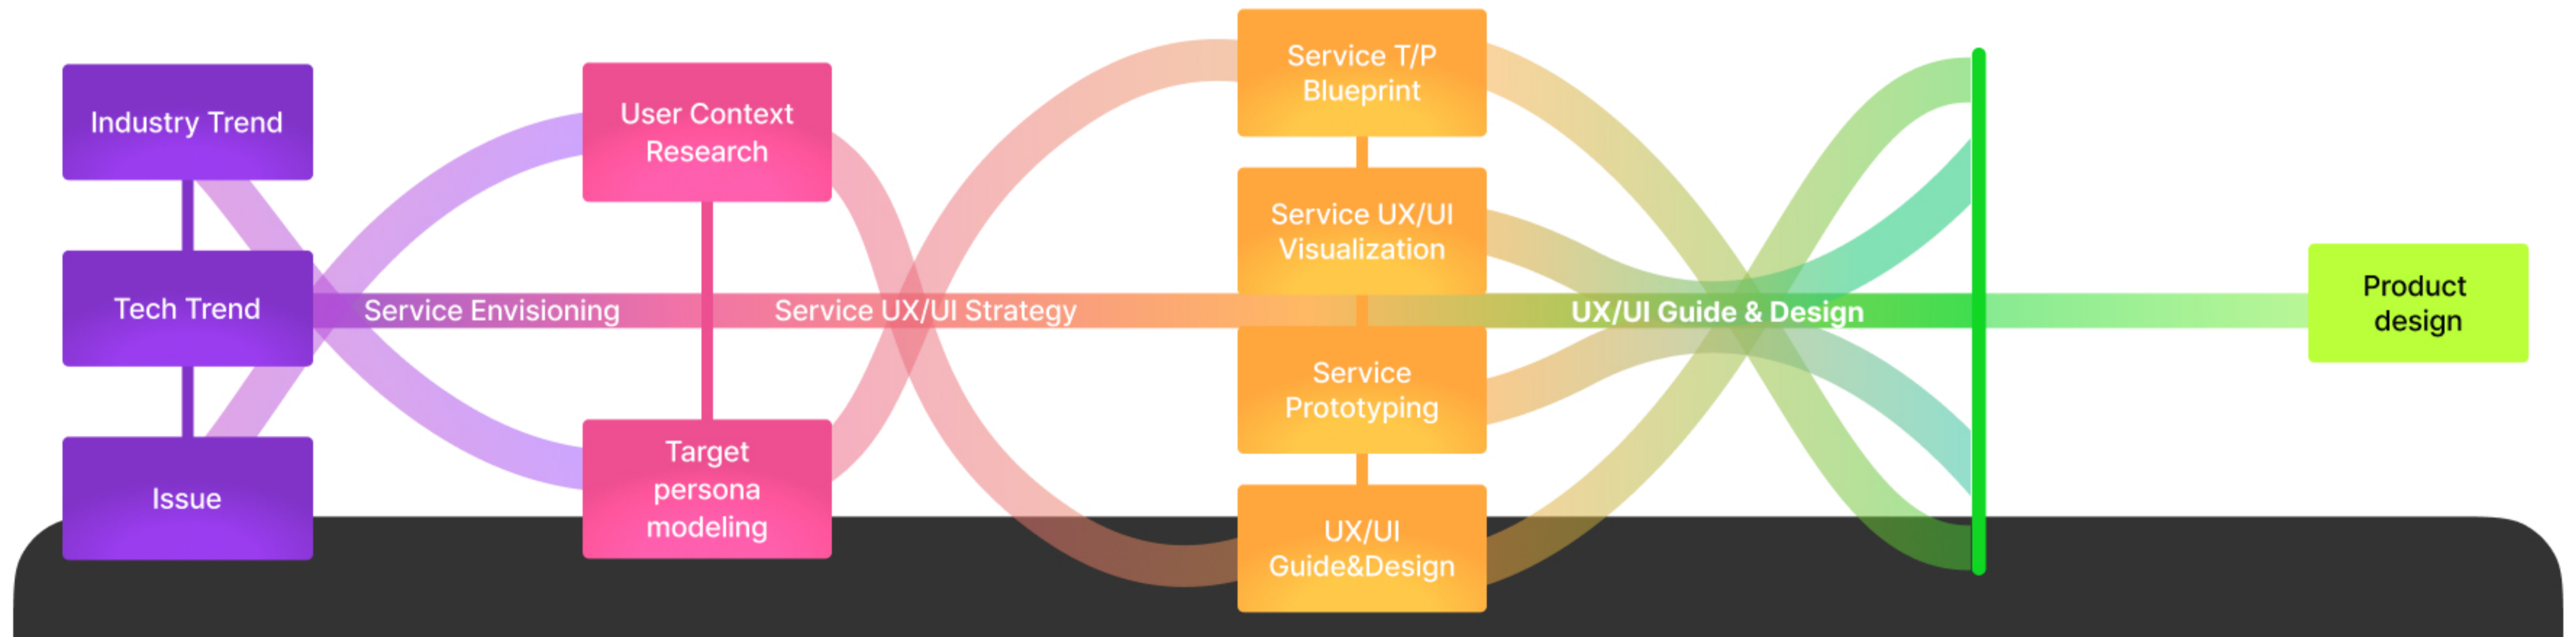 Industry Trend
Tech Trend
Issue
Service Envisioning
User Context
Research
Target
persona
modeling
Service UX/UI Strategy
Service T/P
Blueprint
Service UX/UI
Visualization
Service
Prototyping
UX/UI
Guide&Design
UX/UI Guide & Design
Product
design